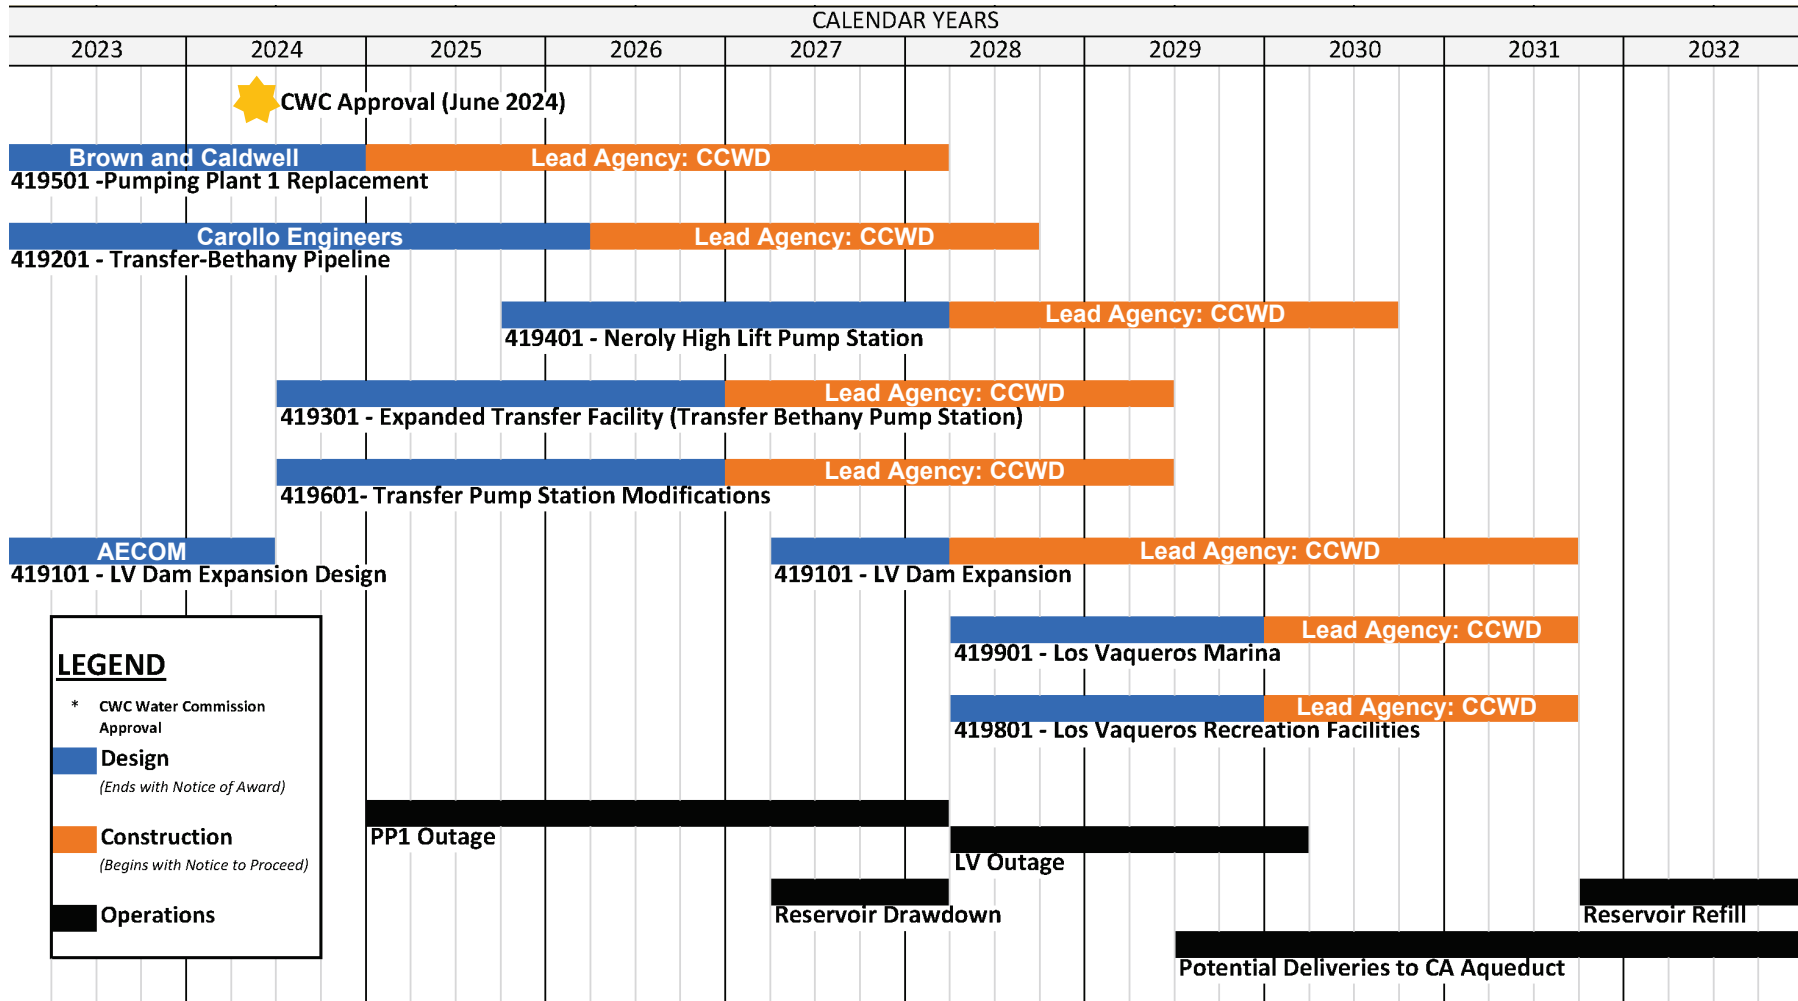 CALENDAR YEARS
2023 2024 2025 2026 2027 2028 2029 2030 2031 2032
CWC Approval (June 2024)
Brown and Caldwell Lead Agency: CCWD
419501 -Pumping Plant 1 Replacement
Carollo Engineers Lead Agency: CCWD
419201 - Transfer-Bethany Pipeline
Lead Agency: CCWD
419401 - Neroly High Lift Pump Station
Lead Agency: CCWD
419301 - Expanded Transfer Facility (Transfer Bethany Pump Station)
Lead Agency: CCWD
419601- Transfer Pump Station Modifications
AECOM Lead Agency: CCWD
419101 - LV Dam Expansion Design 419101 - LV Dam Expansion
Lead Agency: CCWD
419901 - Los Vaqueros Marina
Lead Agency: CCWD
419801 - Los Vaqueros Recreation Facilities
LEGEND
* CWC Water Commission
Approval
Design
(Ends with Notice of Award)
Construction
(Begins with Notice to Proceed)
Operations
PP1 Outage
LV Outage
Reservoir Drawdown Reservoir Refill
Potential Deliveries to CA Aqueduct